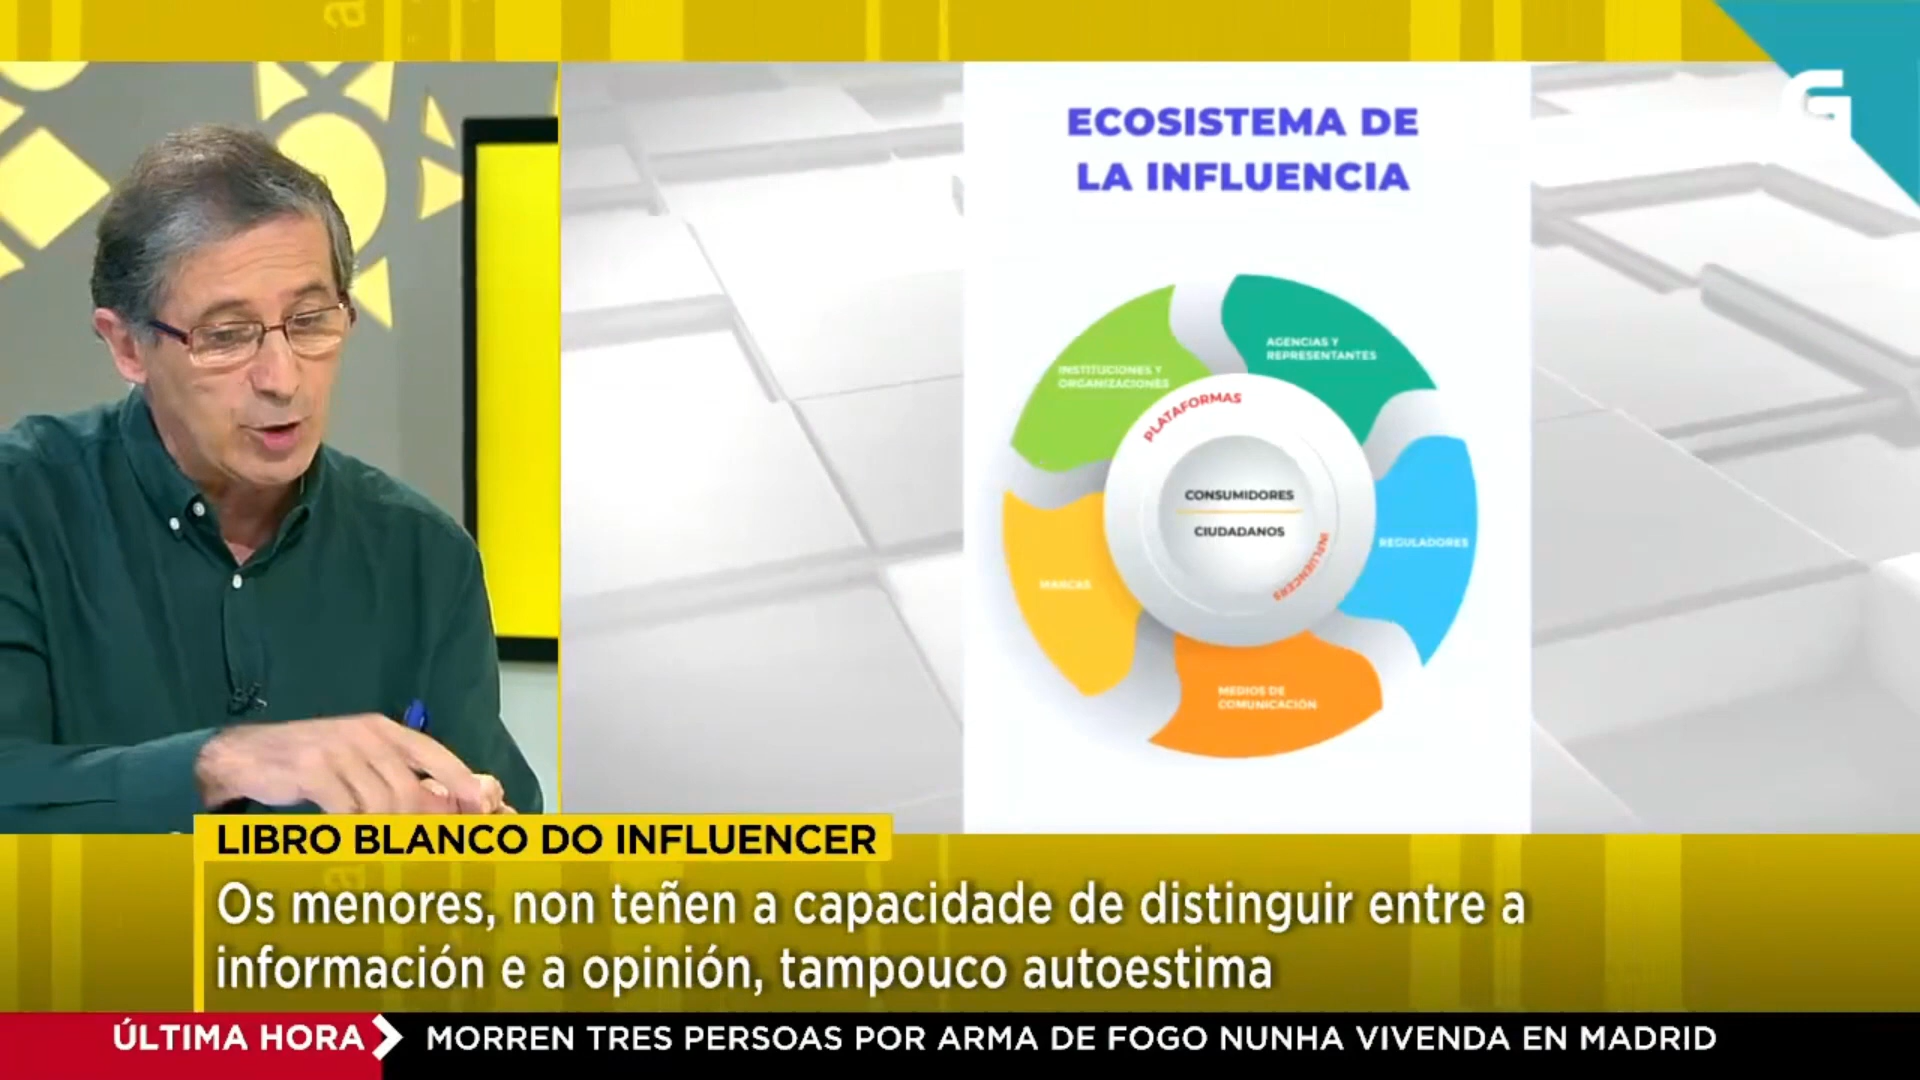 G
ECOSISTEMA DE
LA INFLUENCIA
AGENCIAS Y
REPRESENTANTES
INSTITUCIONES Y
ORGANIZACIONES
PLATAFORMAS
CONSUMIDORES
CIUDADANOS
REGULADORES
INFLUENCERS
MARCAS
MEDIOS DE
COMUNICACIÓN
LIBRO BLANCO DO INFLUENCER
Os menores, non teñen a capacidade de distinguir entre a
información e a opinión, tampouco autoestima
ÚLTIMA HORA MORREN TRES PERSOAS POR ARMA DE FOGO NUNHA VIVENDA EN MADRID